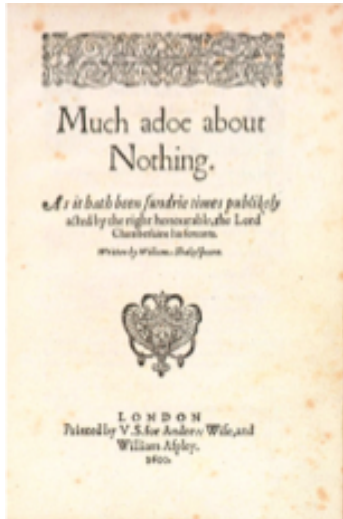 Much adoe about
Nothing.
As it hath been sundrie times publikely
acted by the right honourable, the Lord
Chamberlaine his seruants.
Written by William Shakespeare.
LONDON
Printed by V.S. for Andrew Wise, and
William Aspley.
1600.